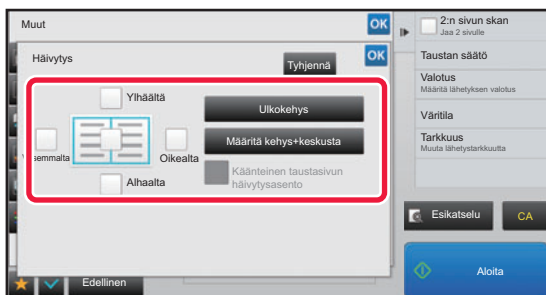 Muut
OK
Häivytys
OK
Tyhjennä
Ylhäältä
Oikealta
Alhaalta
Ulkokehys
Määritä kehys+keskusta
Käänteinen taustasivun
häivytysasento
Edellinen
2:n sivun skan
Jaa 2 sivulle
Taustan säätö
Valotus
Määritä lähetyksen valotus
Väritila
Tarkkuus
Muuta lähetystarkkuutta
Esikatselu
CA
Aloita